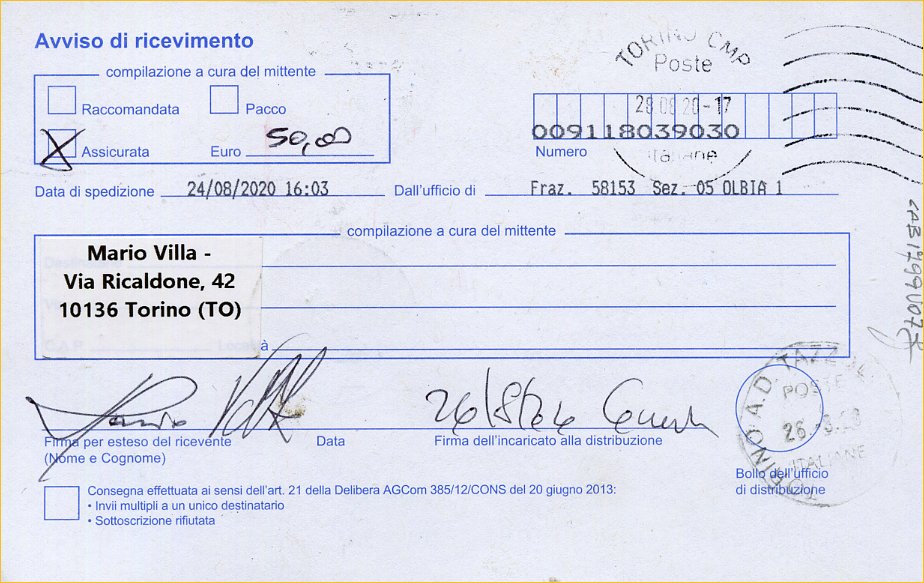 Avviso di ricevimento
compilazione a cura del mittente
Raccomandata
Pacco
Assicurata
Euro 50,00
TORINO CMP
Poste
28 08 20-17
009118039030
Numero
Italiane
Data di spedizione 24/08/2020 16:03 Dall'ufficio di Fraz. 58153 Sez. 05 OLBIA 1
compilazione a cura del mittente
Mario Villa -
Via Ricaldone, 42
10136 Torino (TO)
à
Firma per esteso del ricevente
(Nome e Cognome)
Data
Firma dell'incaricato alla distribuzione
POSTE
ITALIANE
Bollo dell'ufficio
di distribuzione
Consegna effettuata ai sensi dell'art. 21 della Delibera AGCom 385/12/CONS del 20 giugno 2013:
• Invii multipli a un unico destinatario
• Sottoscrizione rifiutata